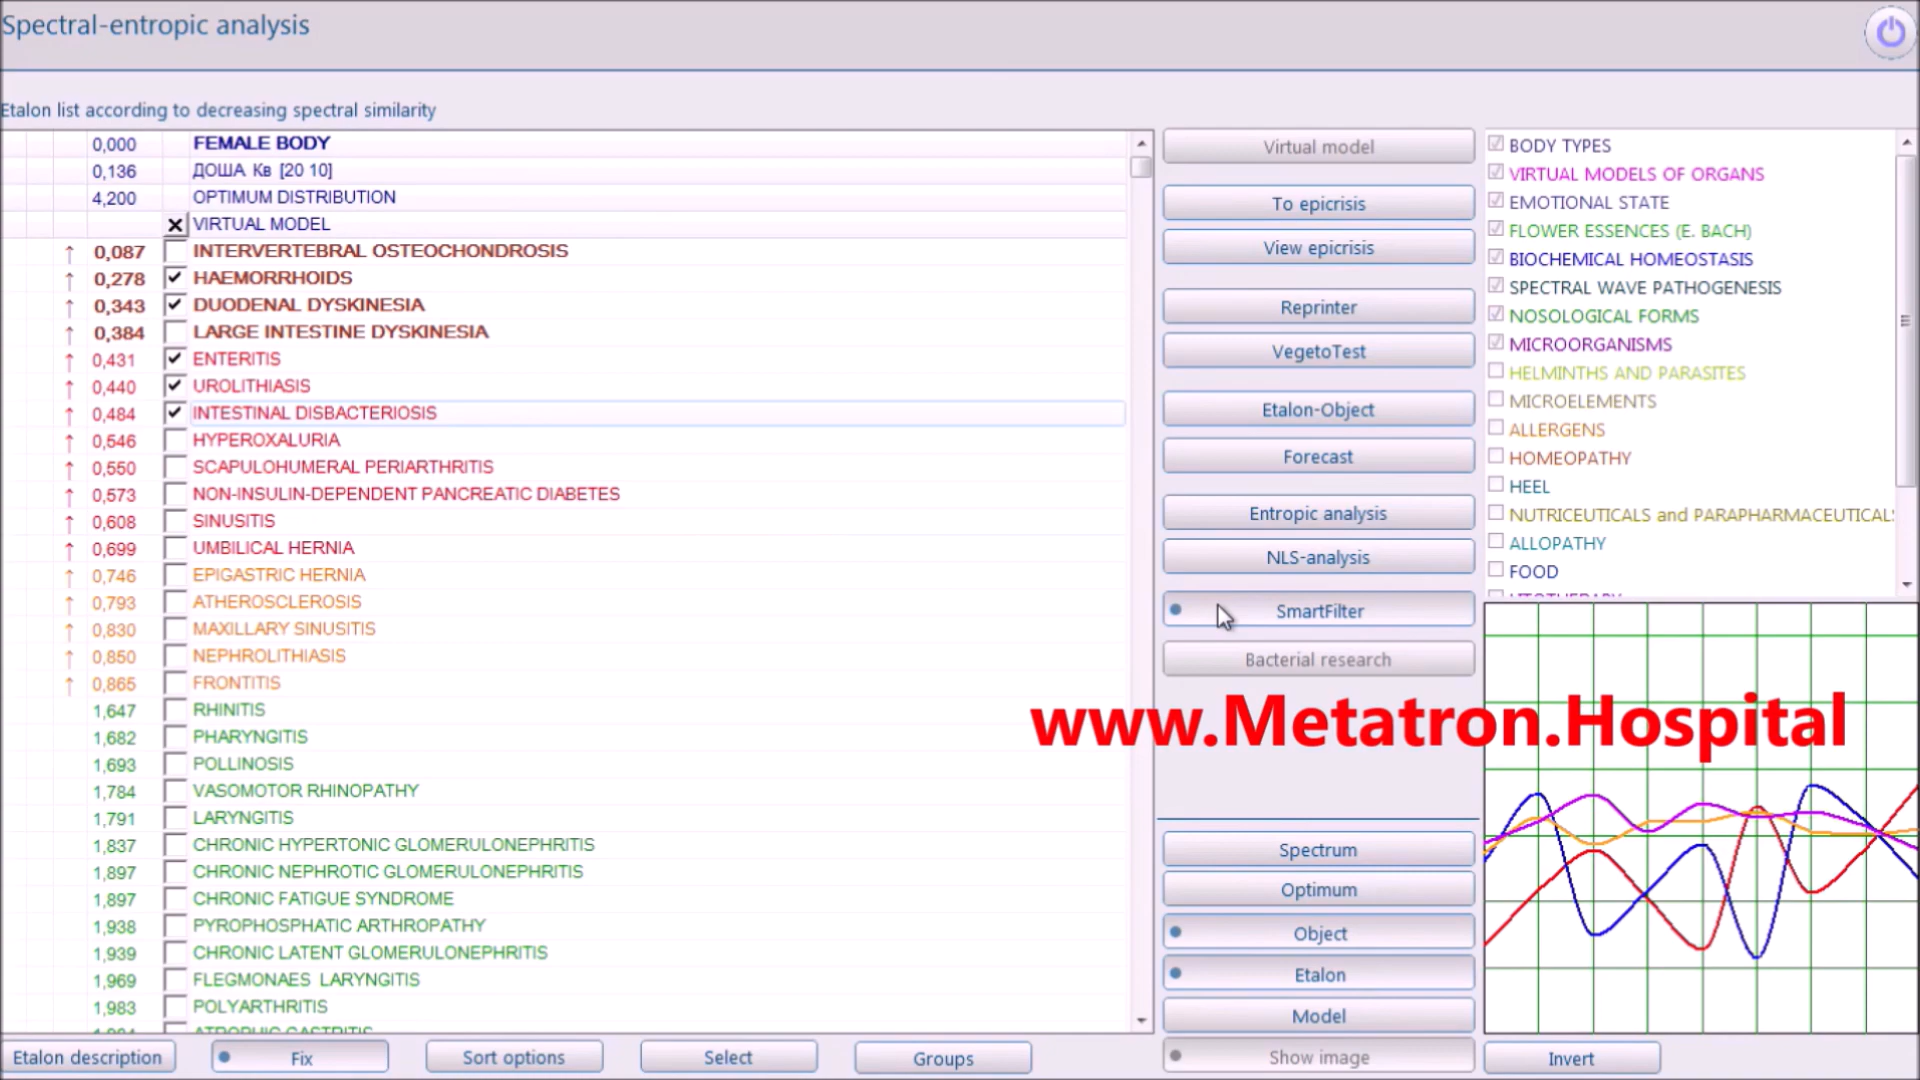 Spectral-entropic analysis
Etalon list according to decreasing spectral similarity
0,000 FEMALE BODY
0,136 ДОША Кв [20 10]
4,200 OPTIMUM DISTRIBUTION
VIRTUAL MODEL
↑ 0,087 INTERVERTEBRAL OSTEOCHONDROSIS
↑ 0,278 HAEMORRHOIDS
↑ 0,343 DUODENAL DYSKINESIA
↑ 0,384 LARGE INTESTINE DYSKINESIA
↑ 0,431 ENTERITIS
↑ 0,440 UROLITHIASIS
↑ 0,484 INTESTINAL DISBACTERIOSIS
↑ 0,546 HYPEROXALURIA
↑ 0,550 SCAPULOHUMERAL PERIARTHRITIS
↑ 0,573 NON-INSULIN-DEPENDENT PANCREATIC DIABETES
↑ 0,608 SINUSITIS
↑ 0,699 UMBILICAL HERNIA
↑ 0,746 EPIGASTRIC HERNIA
↑ 0,793 ATHEROSCLEROSIS
↑ 0,830 MAXILLARY SINUSITIS
↑ 0,850 NEPHROLITHIASIS
↑ 0,865 FRONTITIS
1,647 RHINITIS
1,682 PHARYNGITIS
1,693 POLLINOSIS
1,784 VASOMOTOR RHINOPATHY
1,791 LARYNGITIS
1,837 CHRONIC HYPERTONIC GLOMERULONEPHRITIS
1,897 CHRONIC NEPHROTIC GLOMERULONEPHRITIS
1,897 CHRONIC FATIGUE SYNDROME
1,938 PYROPHOSPHATIC ARTHROPATHY
1,939 CHRONIC LATENT GLOMERULONEPHRITIS
1,969 FLEGMONAES LARYNGITIS
1,983 POLYARTHRITIS
ATROPHIC GASTRITIS
Virtual model
To epicrisis
View epicrisis
Reprinter
VegetoTest
Etalon-Object
Forecast
Entropic analysis
NLS-analysis
SmartFilter
Bacterial research
www.Metatron.Hospital
Spectrum
Optimum
Object
Etalon
Model
Show image
BODY TYPES
VIRTUAL MODELS OF ORGANS
EMOTIONAL STATE
FLOWER ESSENCES (E. BACH)
BIOCHEMICAL HOMEOSTASIS
SPECTRAL WAVE PATHOGENESIS
NOSOLOGICAL FORMS
MICROORGANISMS
HELMINTHS AND PARASITES
MICROELEMENTS
ALLERGENS
HOMEOPATHY
HEEL
NUTRICEUTICALS and PARAPHARMACEUTICALS
ALLOPATHY
FOOD
Etalon description
Fix
Sort options
Select
Groups
Invert